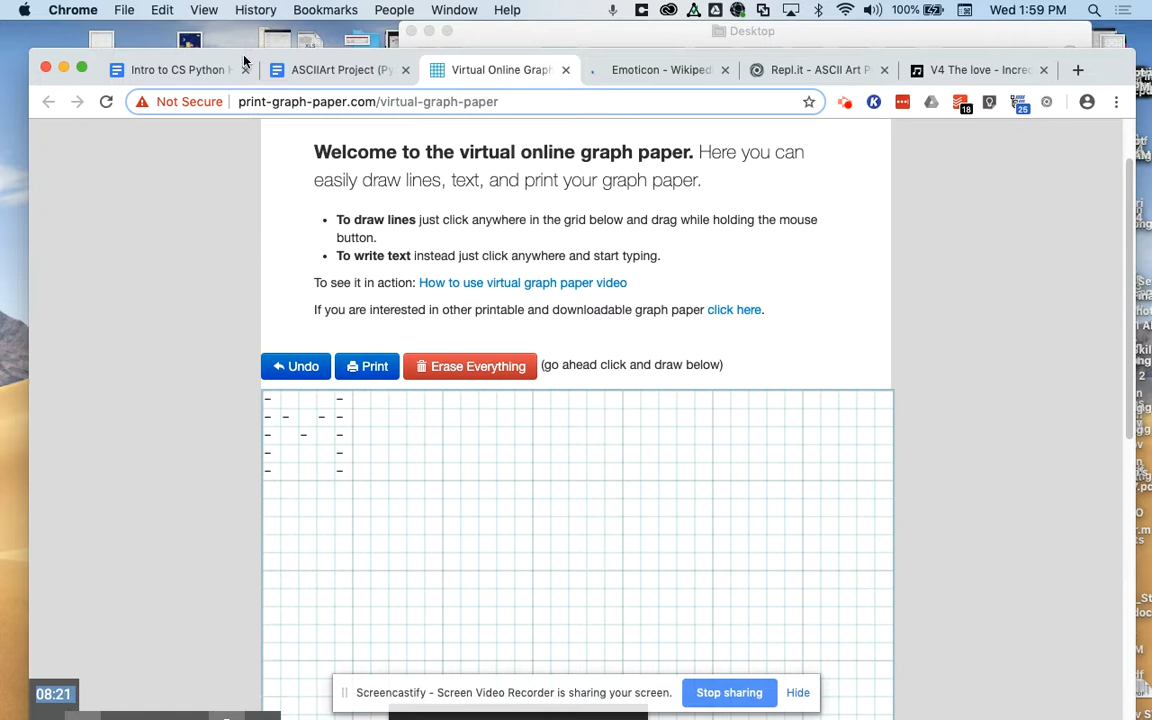 Chrome File Edit View History Bookmarks People Window Help 100% Wed 1:59 PM
Desktop
Intro to CS Python H ASCIIArt Project (Py Virtual Online Graph Emoticon - Wikiped Repl.it - ASCII Art P V4 The love - Incred
Not Secure print-graph-paper.com/virtual-graph-paper
18 25
Welcome to the virtual online graph paper. Here you can
easily draw lines, text, and print your graph paper.
• To draw lines just click anywhere in the grid below and drag while holding the mouse
button.
• To write text instead just click anywhere and start typing.
To see it in action: How to use virtual graph paper video
If you are interested in other printable and downloadable graph paper click here.
Undo Print Erase Everything (go ahead click and draw below)
- -
- - - -
- - -
- -
- -
Screencastify - Screen Video Recorder is sharing your screen. Stop sharing Hide
08:21